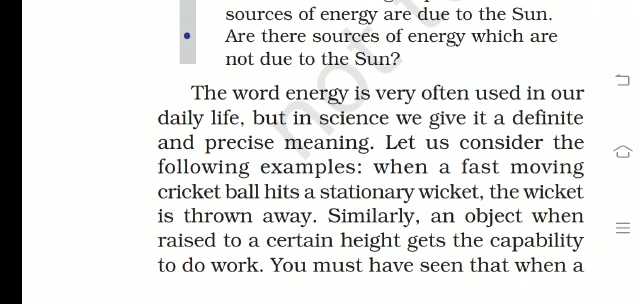 sources of energy are due to the Sun.
• Are there sources of energy which are
not due to the Sun?
The word energy is very often used in our
daily life, but in science we give it a definite
and precise meaning. Let us consider the
following examples: when a fast moving
cricket ball hits a stationary wicket, the wicket
is thrown away. Similarly, an object when
raised to a certain height gets the capability
to do work. You must have seen that when a